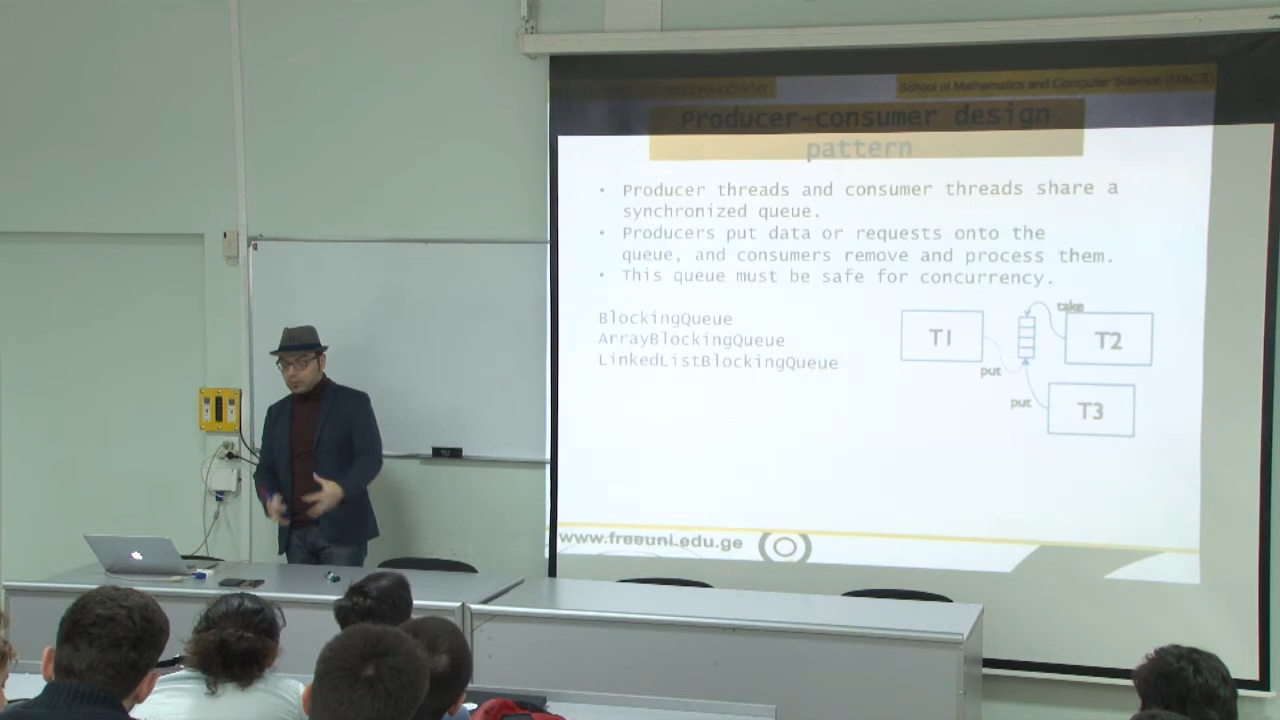 School of Mathematics and Computer Science (MACS)
Producer-consumer design
pattern
• Producer threads and consumer threads share a
synchronized queue.
• Producers put data or requests onto the
queue, and consumers remove and process them.
• This queue must be safe for concurrency.
BlockingQueue
ArrayBlockingQueue
LinkedListBlockingQueue
take
T1
T2
put
put
T3
www.freeuni.edu.ge